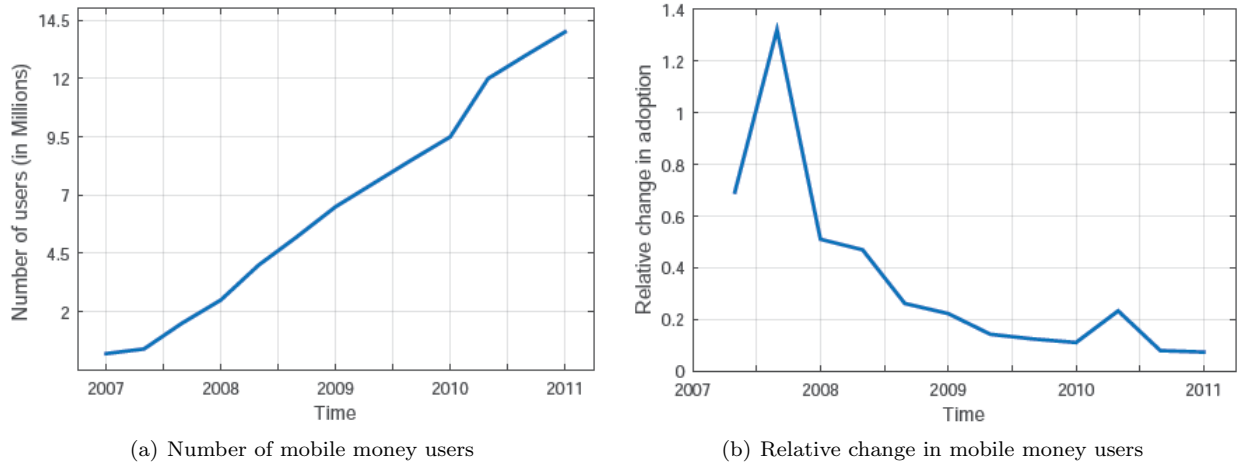 Number of users (in Millions)
14.5
12
9.5
7
4.5
2
2007 2008 2009 2010 2011
Time
(a) Number of mobile money users
Relative change in adoption
1.4
1.2
1
0.8
0.6
0.4
0.2
0
2007 2008 2009 2010 2011
Time
(b) Relative change in mobile money users